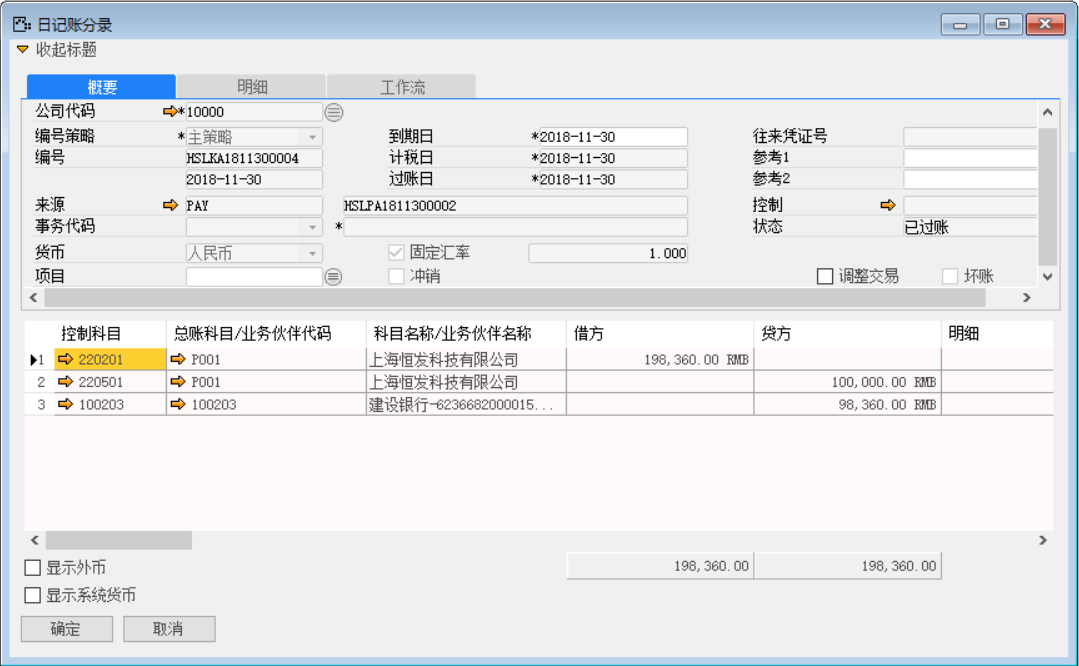 日记账分录
收起标题
概要 明细 工作流
公司代码 *10000
编号策略 *主策略 到期日 *2018-11-30 往来凭证号
编号 HSLKA1811300004 计税日 *2018-11-30 参考1
2018-11-30 过账日 *2018-11-30 参考2
来源 PAY HSLPA1811300002 控制
事务代码 * 状态 已过账
货币 人民币 固定汇率 1.000
项目 冲销 调整交易 坏账
控制科目 总账科目/业务伙伴代码 科目名称/业务伙伴名称 借方 贷方 明细
1 220201 P001 上海恒发科技有限公司 198,360.00 RMB
2 220501 P001 上海恒发科技有限公司 100,000.00 RMB
3 100203 100203 建设银行-6236682000015... 98,360.00 RMB
显示外币 198,360.00 198,360.00
显示系统货币
确定 取消